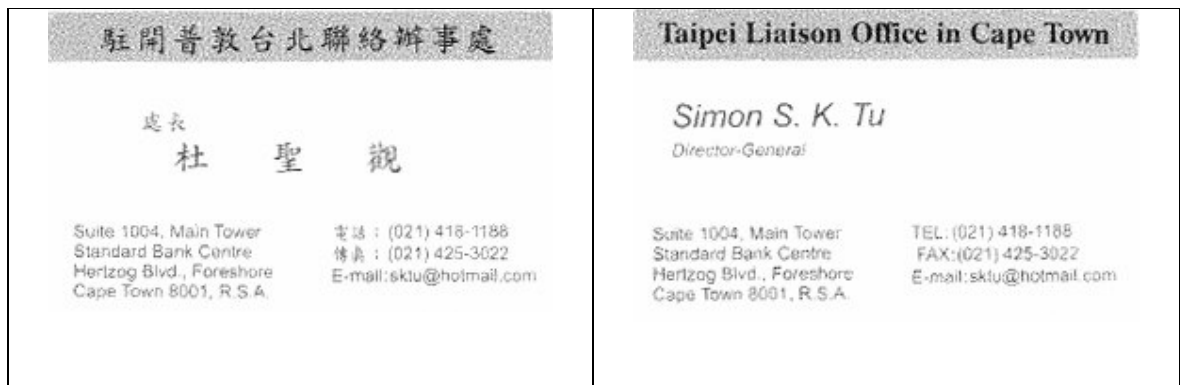 駐開普敦台北聯絡辦事處
處長
杜 聖 觀
Suite 1004, Main Tower
Standard Bank Centre
Hertzog Blvd., Foreshore
Cape Town 8001, R.S.A.
電話：(021) 418-1188
傳真：(021) 425-3022
E-mail:sktu@hotmail.com
Taipei Liaison Office in Cape Town
Simon S. K. Tu
Director-General
Suite 1004, Main Tower
Standard Bank Centre
Hertzog Blvd., Foreshore
Cape Town 8001, R.S.A.
TEL:(021) 418-1188
FAX:(021) 425-3022
E-mail:sktu@hotmail.com